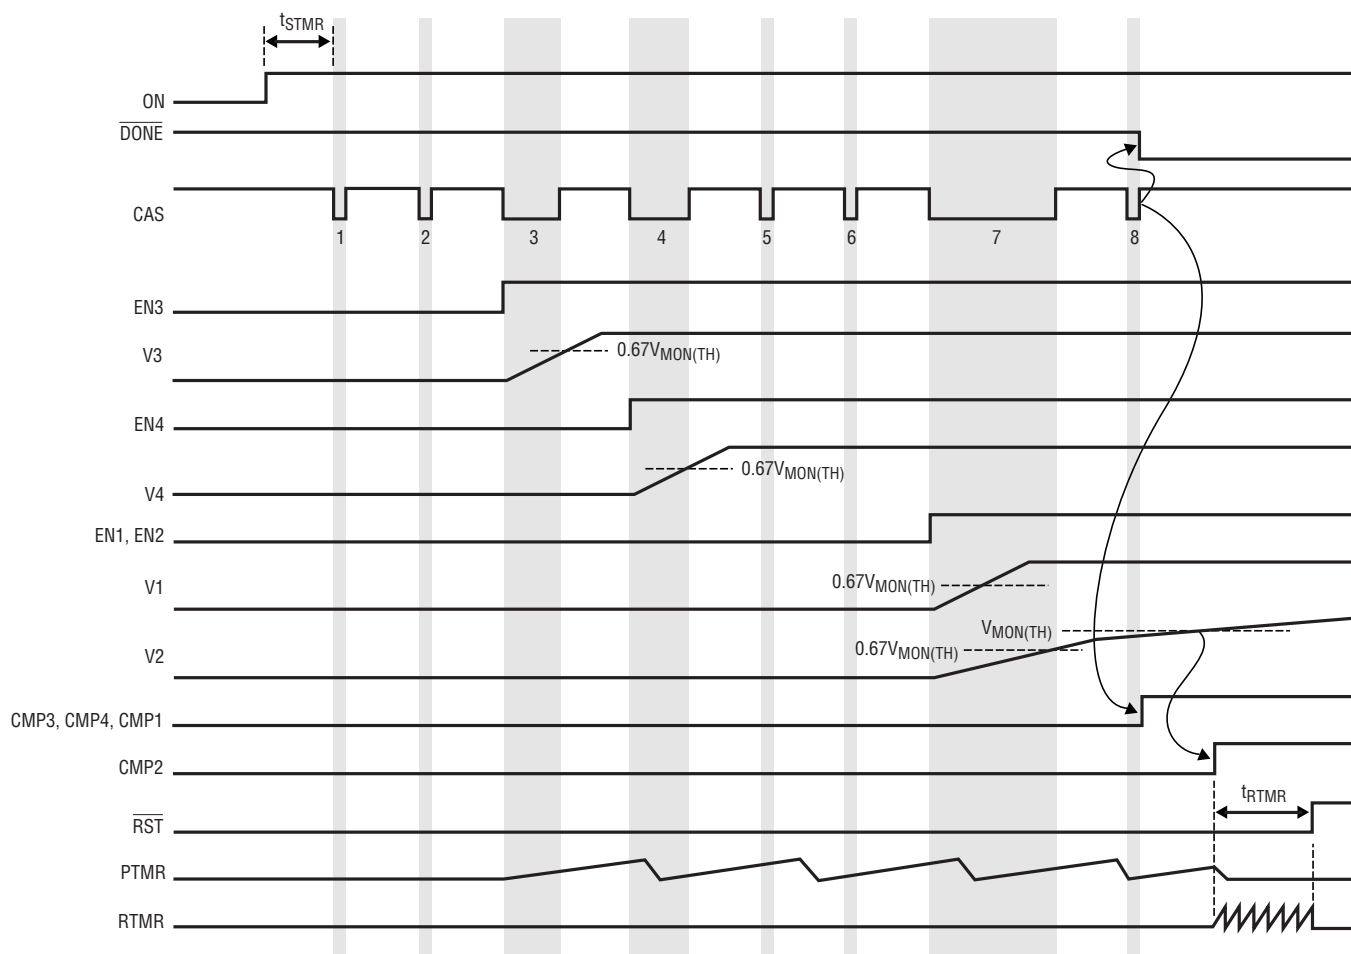 tSTMR
ON
DONE
CAS
1 2 3 4 5 6 7 8
EN3
V3
0.67VMON(TH)
EN4
V4
0.67VMON(TH)
EN1, EN2
V1
0.67VMON(TH)
VMON(TH)
V2
0.67VMON(TH)
CMP3, CMP4, CMP1
CMP2
tRTMR
RST
PTMR
RTMR